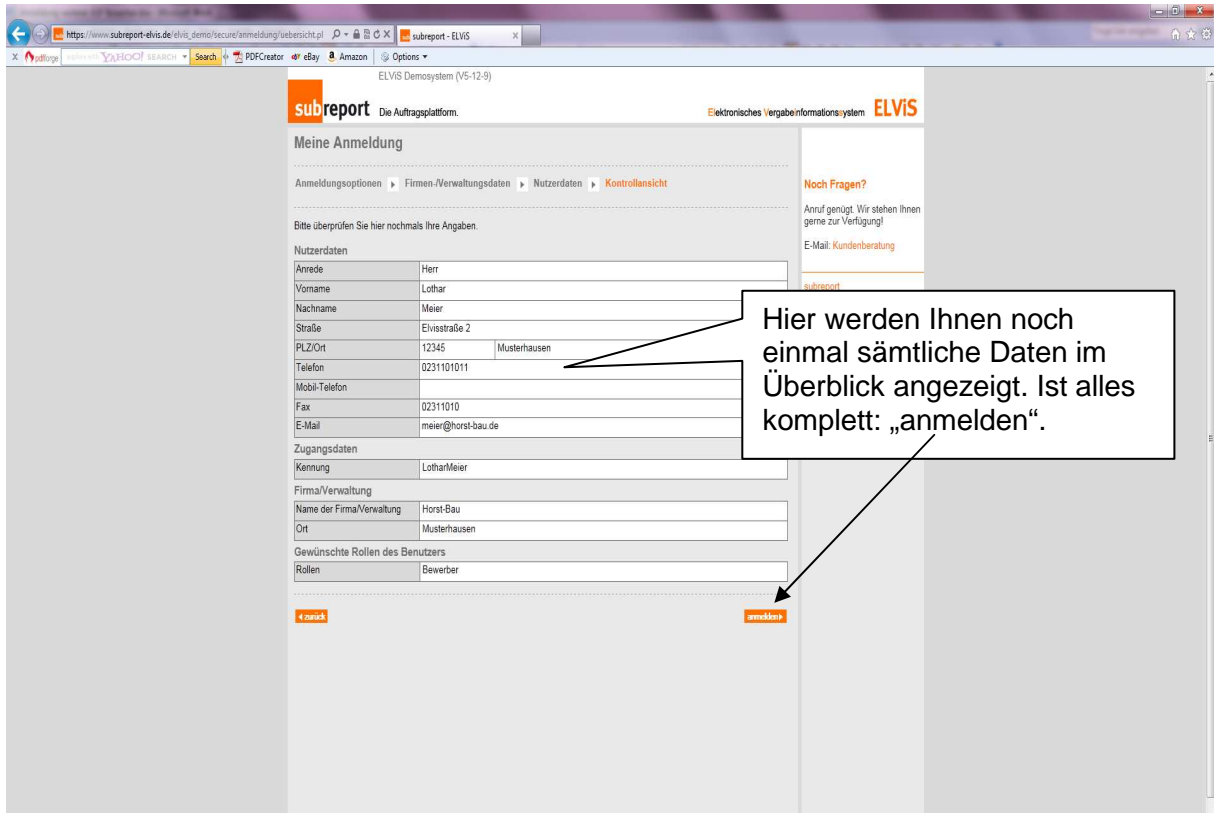 https://www.subreport-elvis.de/elvis_demo/secure/anmeldung/uebersicht.pl
subreport - ELViS
X pdfforge YAHOO! SEARCH Search PDFCreator eBay Amazon Options
ELViS Demosystem (V5-12-9)
subreport Die Auftragsplattform.
Elektronisches Vergabeinformationssystem ELViS
Meine Anmeldung
Anmeldungsoptionen Firmen-/Verwaltungsdaten Nutzerdaten Kontrollansicht
Bitte überprüfen Sie hier nochmals Ihre Angaben.
Nutzerdaten
Anrede Herr
Vorname Lothar
Nachname Meier
Straße Elvisstraße 2
PLZ/Ort 12345 Musterhausen
Telefon 0231101011
Mobil-Telefon
Fax 02311010
E-Mail meier@horst-bau.de
Zugangsdaten
Kennung LotharMeier
Firma/Verwaltung
Name der Firma/Verwaltung Horst-Bau
Ort Musterhausen
Gewünschte Rollen des Benutzers
Rollen Bewerber
zurück
anmelden
Noch Fragen?
Anruf genügt. Wir stehen Ihnen
gerne zur Verfügung!
E-Mail: Kundenberatung
subreport
Hier werden Ihnen noch
einmal sämtliche Daten im
Überblick angezeigt. Ist alles
komplett: „anmelden“.